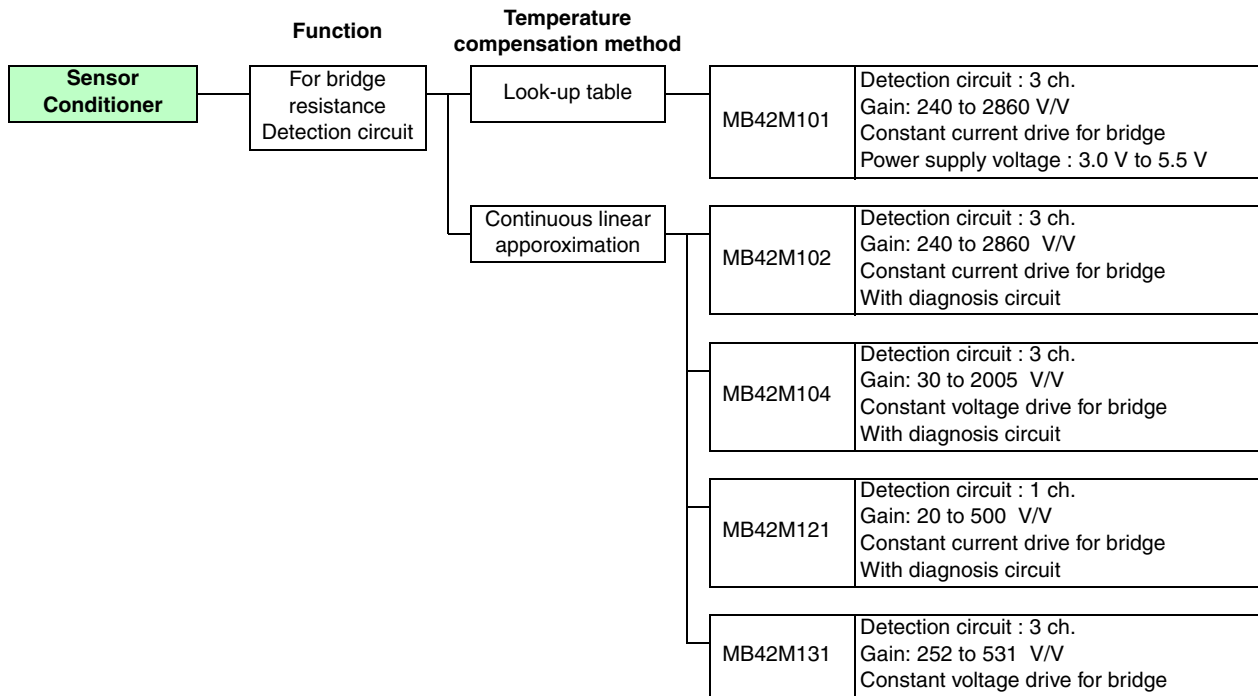 Function
Temperature
compensation method
Sensor
Conditioner
For bridge
resistance
Detection circuit
Look-up table
MB42M101
Detection circuit : 3 ch.
Gain: 240 to 2860 V/V
Constant current drive for bridge
Power supply voltage : 3.0 V to 5.5 V
Continuous linear
apporoximation
MB42M102
Detection circuit : 3 ch.
Gain: 240 to 2860 V/V
Constant current drive for bridge
With diagnosis circuit
MB42M104
Detection circuit : 3 ch.
Gain: 30 to 2005 V/V
Constant voltage drive for bridge
With diagnosis circuit
MB42M121
Detection circuit : 1 ch.
Gain: 20 to 500 V/V
Constant current drive for bridge
With diagnosis circuit
MB42M131
Detection circuit : 3 ch.
Gain: 252 to 531 V/V
Constant voltage drive for bridge